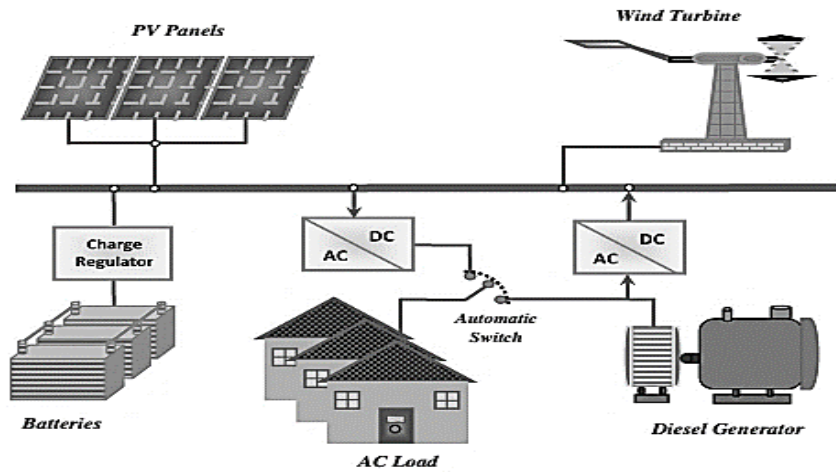 PV Panels
Wind Turbine
Charge
Regulator
DC
AC
DC
AC
Automatic
Switch
Batteries
AC Load
Diesel Generator